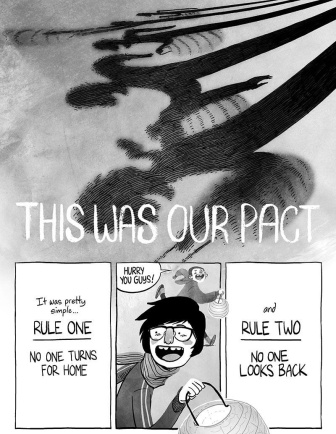 THIS WAS OUR PACT
It was pretty
simple...
RULE ONE
NO ONE TURNS
FOR HOME
HURRY
YOU GUYS!
and
RULE TWO
NO ONE
LOOKS BACK